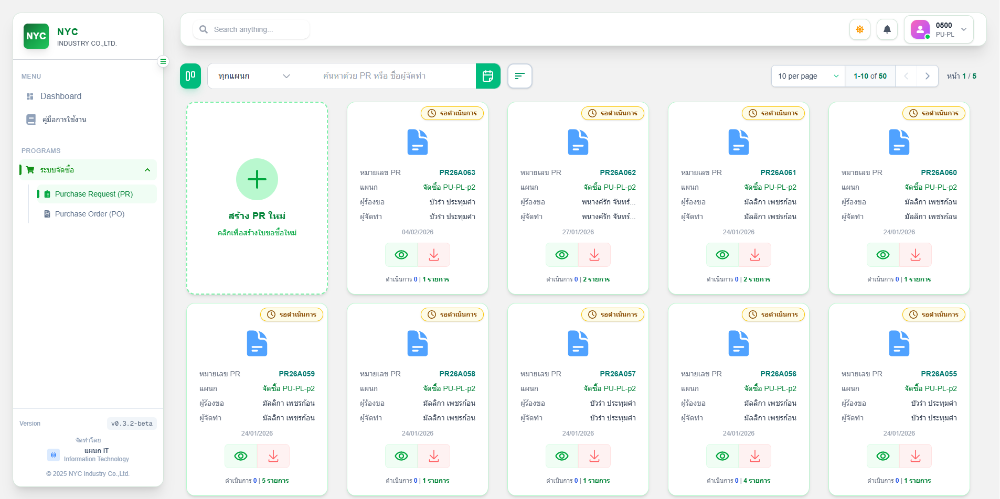 NYC
NYC
INDUSTRY CO.,LTD.
MENU
Dashboard
คู่มือการใช้งาน
PROGRAMS
ระบบจัดซื้อ
Purchase Request (PR)
Purchase Order (PO)
Version v0.3.2-beta
จัดทำโดย
แผนก IT
Information Technology
© 2025 NYC Industry Co.,Ltd.
Search anything...
0500
PU-PL
ทุกแผนก
ค้นหาด้วย PR หรือ ชื่อผู้จัดทำ
10 per page
1-10 of 50
หน้า 1 / 5
สร้าง PR ใหม่
คลิกเพื่อสร้างใบขอซื้อใหม่
รอดำเนินการ
หมายเลข PR PR26A063
แผนก จัดซื้อ PU-PL-p2
ผู้ร้องขอ บัวรำ ประทุมคำ
ผู้จัดทำ บัวรำ ประทุมคำ
04/02/2026
ดำเนินการ 0 | 1 รายการ
รอดำเนินการ
หมายเลข PR PR26A062
แผนก จัดซื้อ PU-PL-p2
ผู้ร้องขอ พนางค์รัก จันทร์...
ผู้จัดทำ พนางค์รัก จันทร์...
27/01/2026
ดำเนินการ 0 | 2 รายการ
รอดำเนินการ
หมายเลข PR PR26A061
แผนก จัดซื้อ PU-PL-p2
ผู้ร้องขอ มัลลิกา เพชรก้อน
ผู้จัดทำ มัลลิกา เพชรก้อน
24/01/2026
ดำเนินการ 0 | 2 รายการ
รอดำเนินการ
หมายเลข PR PR26A060
แผนก จัดซื้อ PU-PL-p2
ผู้ร้องขอ มัลลิกา เพชรก้อน
ผู้จัดทำ มัลลิกา เพชรก้อน
24/01/2026
ดำเนินการ 0 | 1 รายการ
รอดำเนินการ
หมายเลข PR PR26A059
แผนก จัดซื้อ PU-PL-p2
ผู้ร้องขอ มัลลิกา เพชรก้อน
ผู้จัดทำ มัลลิกา เพชรก้อน
24/01/2026
ดำเนินการ 0 | 5 รายการ
รอดำเนินการ
หมายเลข PR PR26A058
แผนก จัดซื้อ PU-PL-p2
ผู้ร้องขอ มัลลิกา เพชรก้อน
ผู้จัดทำ มัลลิกา เพชรก้อน
24/01/2026
ดำเนินการ 0 | 1 รายการ
รอดำเนินการ
หมายเลข PR PR26A057
แผนก จัดซื้อ PU-PL-p2
ผู้ร้องขอ บัวรำ ประทุมคำ
ผู้จัดทำ บัวรำ ประทุมคำ
24/01/2026
ดำเนินการ 0 | 1 รายการ
รอดำเนินการ
หมายเลข PR PR26A056
แผนก จัดซื้อ PU-PL-p2
ผู้ร้องขอ มัลลิกา เพชรก้อน
ผู้จัดทำ มัลลิกา เพชรก้อน
24/01/2026
ดำเนินการ 0 | 4 รายการ
รอดำเนินการ
หมายเลข PR PR26A055
แผนก จัดซื้อ PU-PL-p2
ผู้ร้องขอ บัวรำ ประทุมคำ
ผู้จัดทำ บัวรำ ประทุมคำ
24/01/2026
ดำเนินการ 0 | 1 รายการ